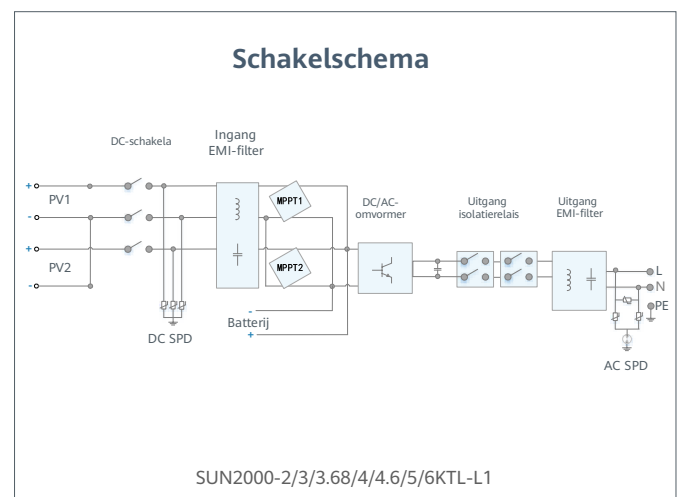 Schakelschema
DC-schakela
Ingang
EMI-filter
+
PV1
-
+
PV2
-
MPPT1
MPPT2
DC/AC-
omvormer
Uitgang
isolatierelais
Uitgang
EMI-filter
L
N
PE
-
Batterij
+
DC SPD
AC SPD
SUN2000-2/3/3.68/4/4.6/5/6KTL-L1